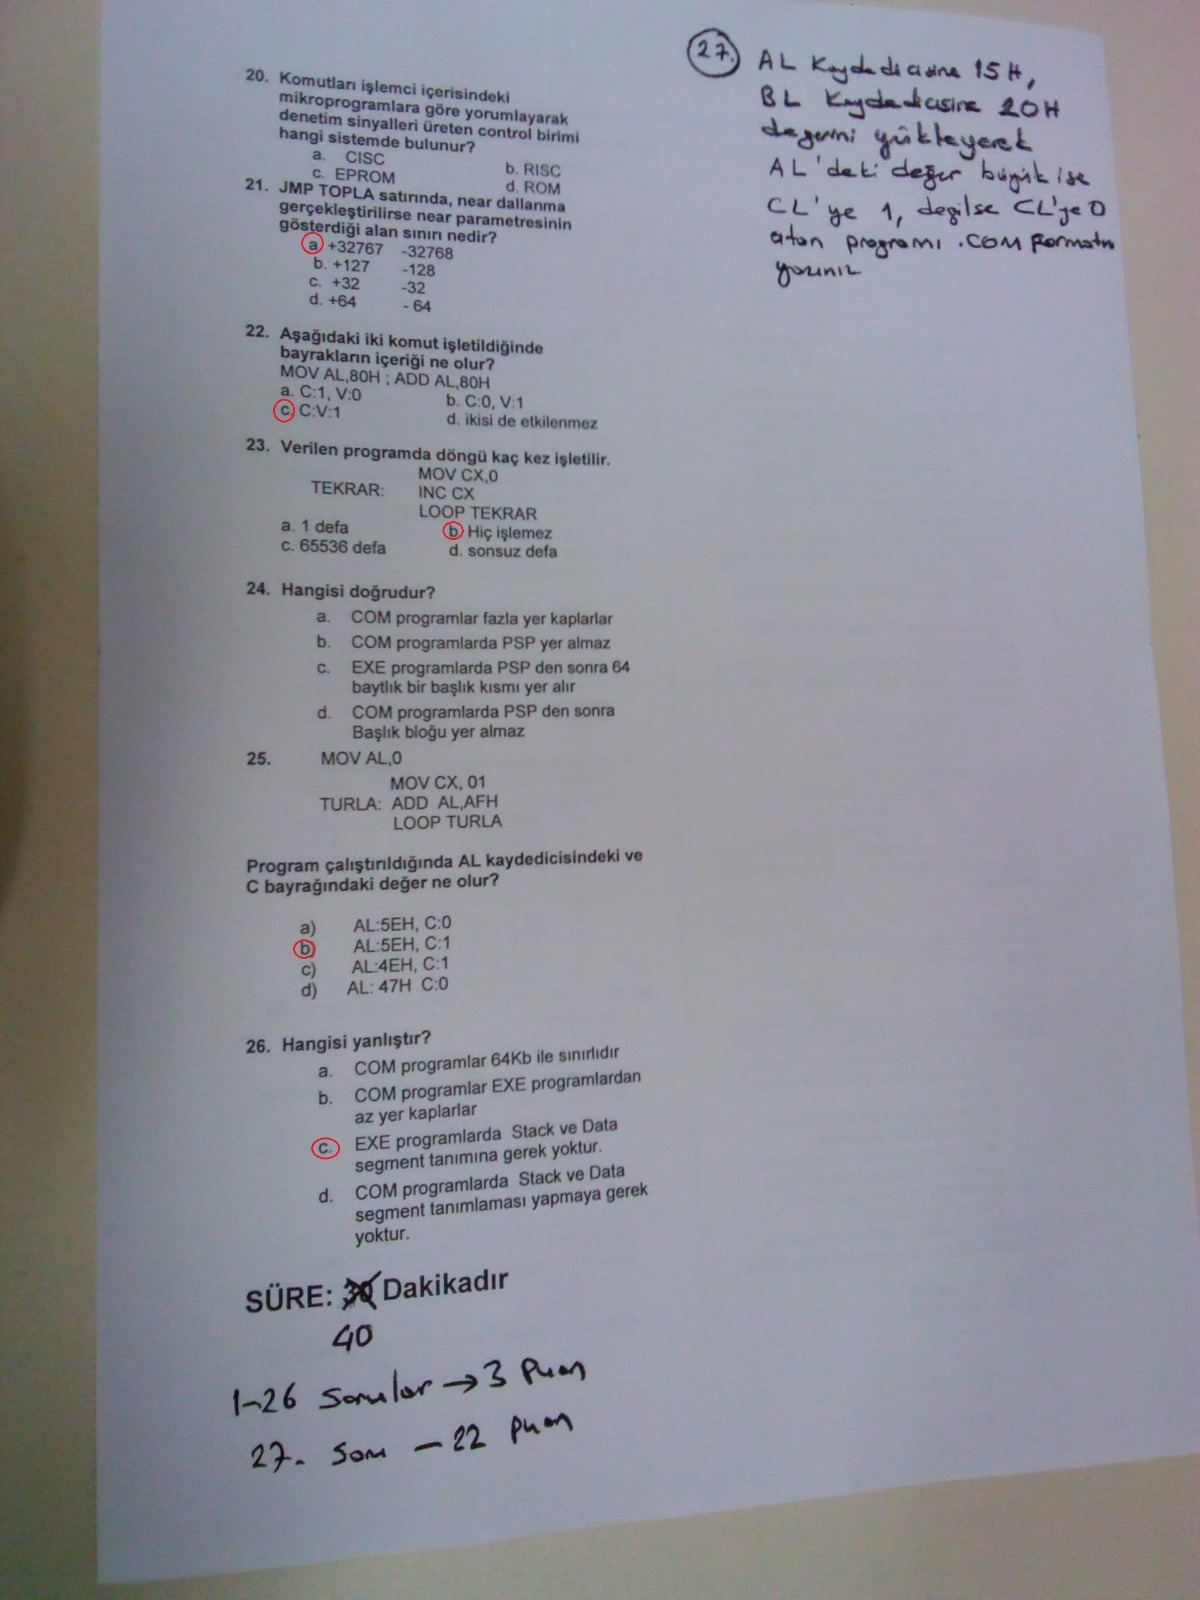 20. Komutları işlemci içerisindeki
mikroprogramlara göre yorumlayarak
denetim sinyalleri üreten control birimi
hangi sistemde bulunur?
a. CISC
b. RISC
c. EPROM
d. ROM
21. JMP TOPLA satırında, near dallanma
gerçekleştirilirse near parametresinin
gösterdiği alan sınırı nedir?
a +32767 -32768
b. +127 -128
c. +32 -32
d. +64 - 64
22. Aşağıdaki iki komut işletildiğinde
bayrakların içeriği ne olur?
MOV AL,80H ; ADD AL,80H
a. C:1, V:0
b. C:0, V:1
c C:V:1
d. ikisi de etkilenmez
23. Verilen programda döngü kaç kez işletilir.
MOV CX,0
TEKRAR: INC CX
LOOP TEKRAR
a. 1 defa
b Hiç işlemez
c. 65536 defa
d. sonsuz defa
24. Hangisi doğrudur?
a. COM programlar fazla yer kaplarlar
b. COM programlarda PSP yer almaz
c. EXE programlarda PSP den sonra 64
baytlık bir başlık kısmı yer alır
d. COM programlarda PSP den sonra
Başlık bloğu yer almaz
25. MOV AL,0
MOV CX, 01
TURLA: ADD AL,AFH
LOOP TURLA
Program çalıştırıldığında AL kaydedicisindeki ve
C bayrağındaki değer ne olur?
a) AL:5EH, C:0
b) AL:5EH, C:1
c) AL:4EH, C:1
d) AL: 47H C:0
26. Hangisi yanlıştır?
a. COM programlar 64Kb ile sınırlıdır
b. COM programlar EXE programlardan
az yer kaplarlar
c. EXE programlarda Stack ve Data
segment tanımına gerek yoktur.
d. COM programlarda Stack ve Data
segment tanımlaması yapmaya gerek
yoktur.
SÜRE: 30 Dakikadır
40
1-26 Sorular → 3 Puan
27. Soru - 22 puan
27. AL Kaydedicisine 15H,
BL Kaydedicisine 20H
değerini yükleyerek
AL'deki değer büyük ise
CL'ye 1, değilse CL'ye 0
atan programı .COM formatın
yazınız